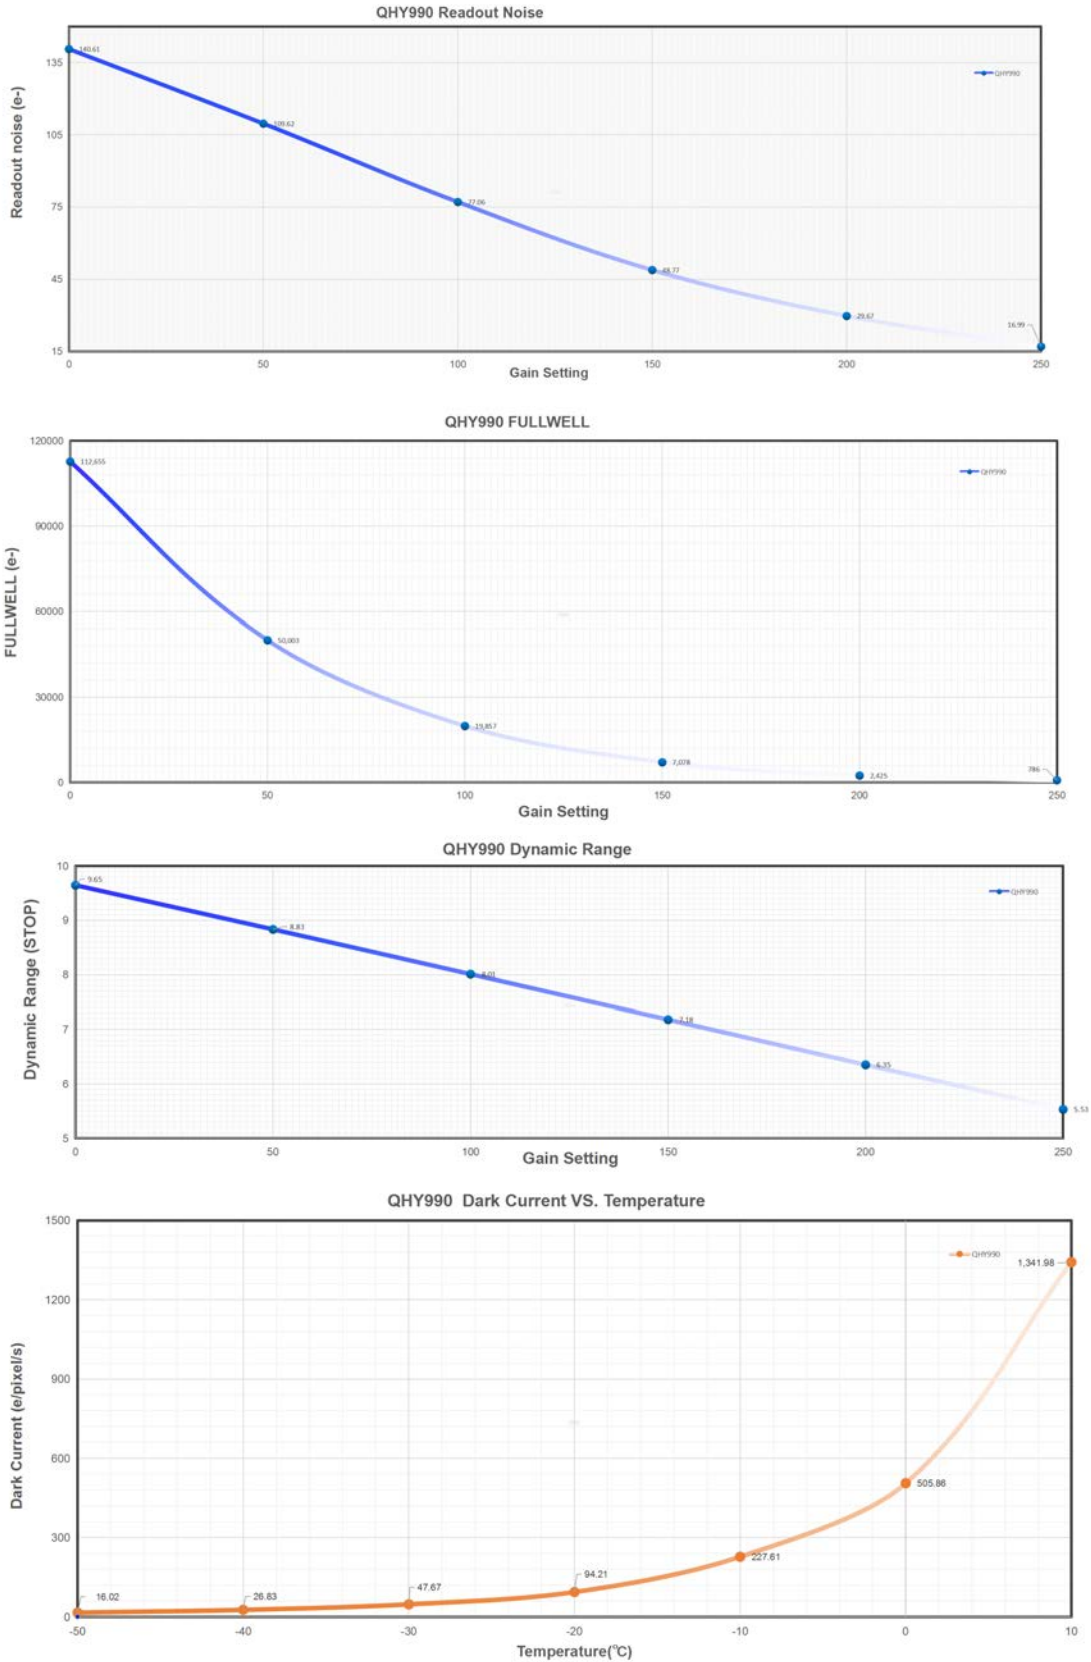 QHY990 Readout Noise
Readout noise (e-)
135
105
75
45
15
140.61
109.62
77.06
48.77
29.67
16.99
QHY990
0 50 100 150 200 250
Gain Setting
QHY990 FULLWELL
FULLWELL (e-)
120000
90000
60000
30000
0
112,655
50,003
19,857
7,078
2,425
786
QHY990
0 50 100 150 200 250
Gain Setting
QHY990 Dynamic Range
Dynamic Range (STOP)
10
9
8
7
6
5
9.65
8.83
8.01
7.18
6.35
5.53
QHY990
0 50 100 150 200 250
Gain Setting
QHY990 Dark Current VS. Temperature
Dark Current (e/pixel/s)
1500
1200
900
600
300
0
16.02
26.83
47.67
94.21
227.61
505.86
1,341.98
QHY990
-50 -40 -30 -20 -10 0 10
Temperature(℃)